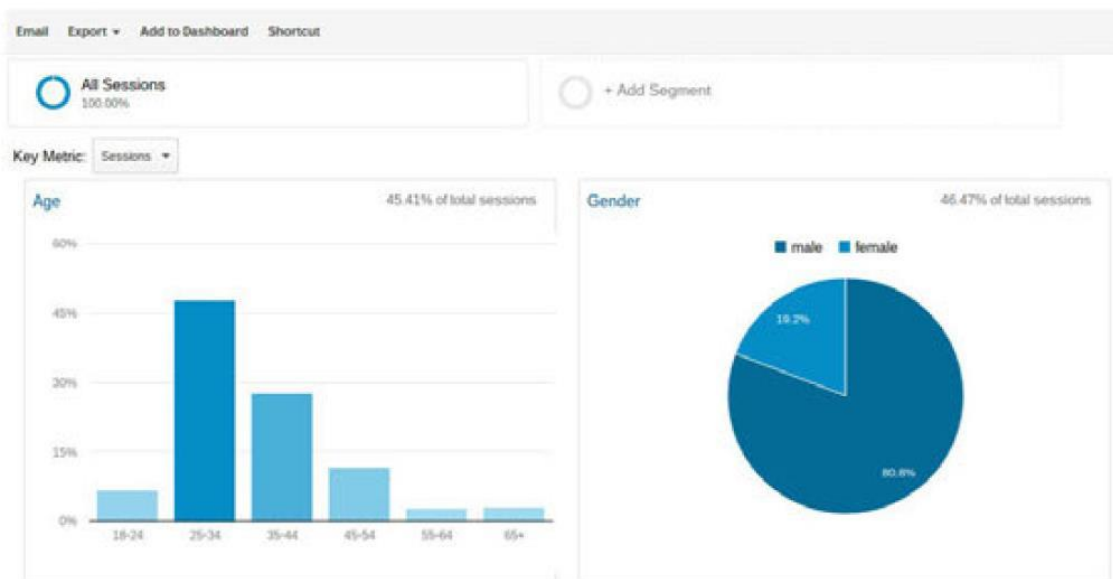 Email Export Add to Dashboard Shortcut
All Sessions
100.00%
+ Add Segment
Key Metric: Sessions
Age 45.41% of total sessions
60%
45%
30%
15%
0%
18-24 25-34 35-44 45-54 55-64 65+
Gender 46.47% of total sessions
male female
19.2%
80.8%